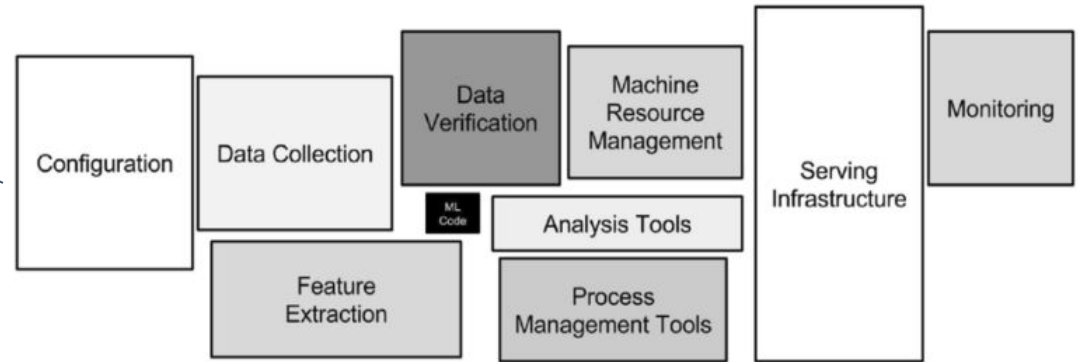 Configuration
Data Collection
Data
Verification
Machine
Resource
Management
Monitoring
Serving
Infrastructure
ML
Code
Analysis Tools
Feature
Extraction
Process
Management Tools